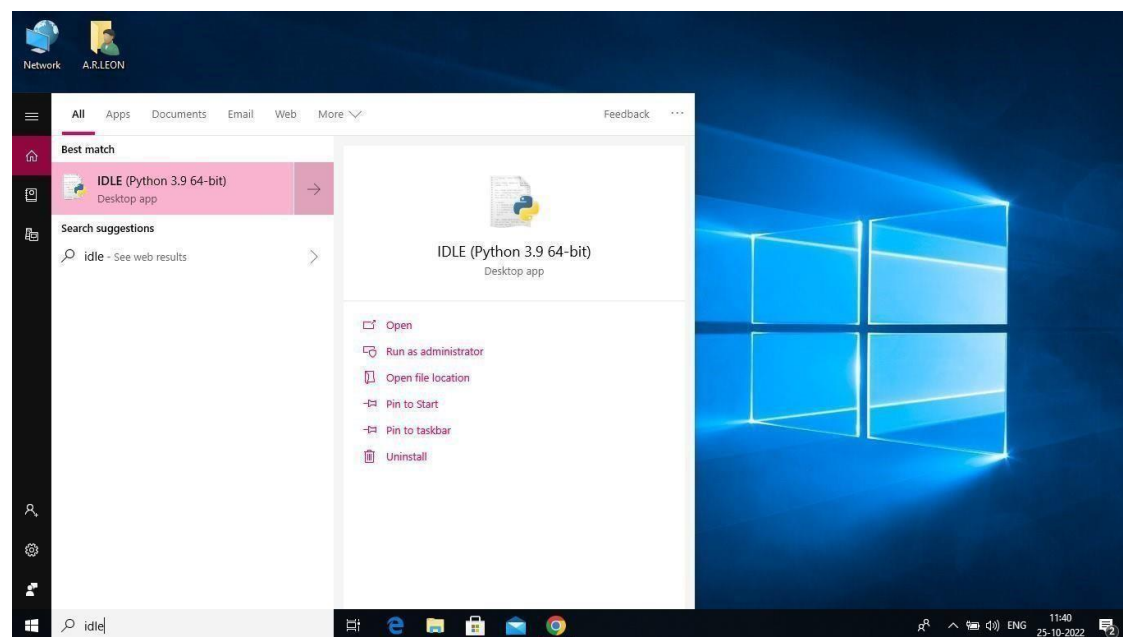 Network
A.R.LEON
All Apps Documents Email Web More Feedback ...
Best match
IDLE (Python 3.9 64-bit)
Desktop app
Search suggestions
idle - See web results
IDLE (Python 3.9 64-bit)
Desktop app
Open
Run as administrator
Open file location
Pin to Start
Pin to taskbar
Uninstall
idle
ENG
11:40
25-10-2022
2